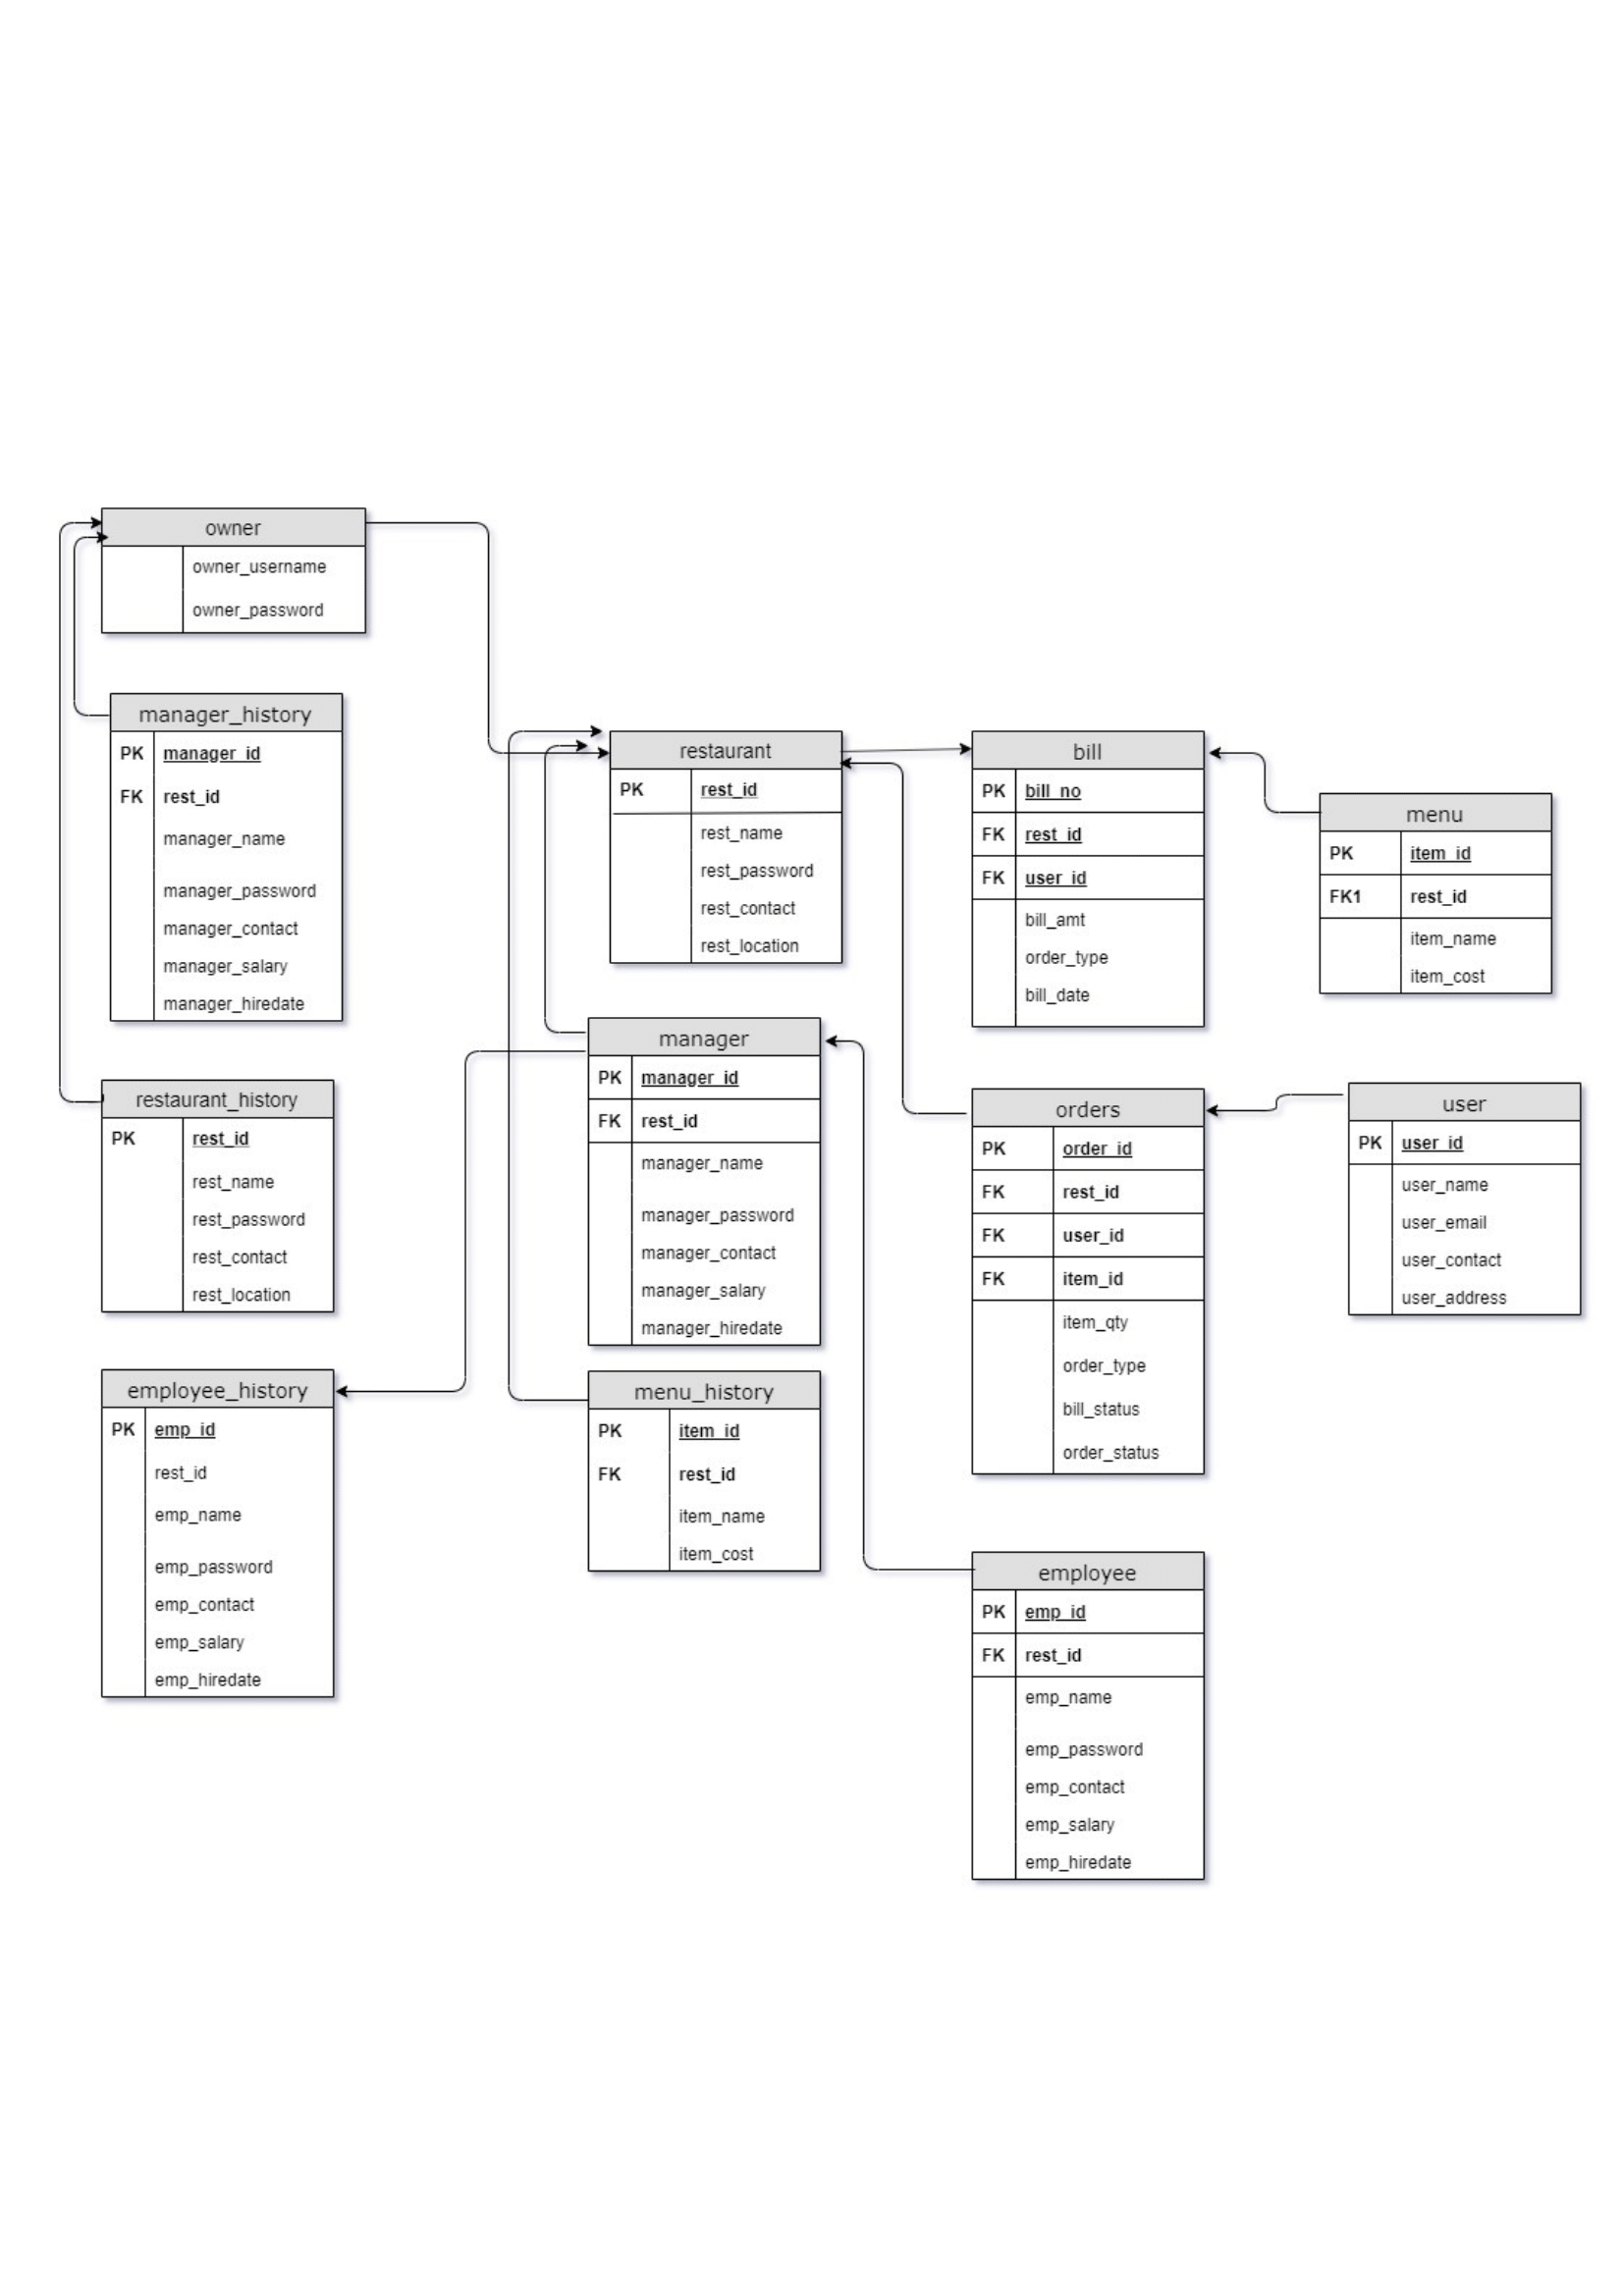 owner
owner_username
owner_password
manager_history
PK manager_id
FK rest_id
manager_name
manager_password
manager_contact
manager_salary
manager_hiredate
restaurant_history
PK rest_id
rest_name
rest_password
rest_contact
rest_location
employee_history
PK emp_id
rest_id
emp_name
emp_password
emp_contact
emp_salary
emp_hiredate
restaurant
PK rest_id
rest_name
rest_password
rest_contact
rest_location
manager
PK manager_id
FK rest_id
manager_name
manager_password
manager_contact
manager_salary
manager_hiredate
menu_history
PK item_id
FK rest_id
item_name
item_cost
bill
PK bill_no
FK rest_id
FK user_id
bill_amt
order_type
bill_date
orders
PK order_id
FK rest_id
FK user_id
FK item_id
item_qty
order_type
bill_status
order_status
employee
PK emp_id
FK rest_id
emp_name
emp_password
emp_contact
emp_salary
emp_hiredate
menu
PK item_id
FK1 rest_id
item_name
item_cost
user
PK user_id
user_name
user_email
user_contact
user_address